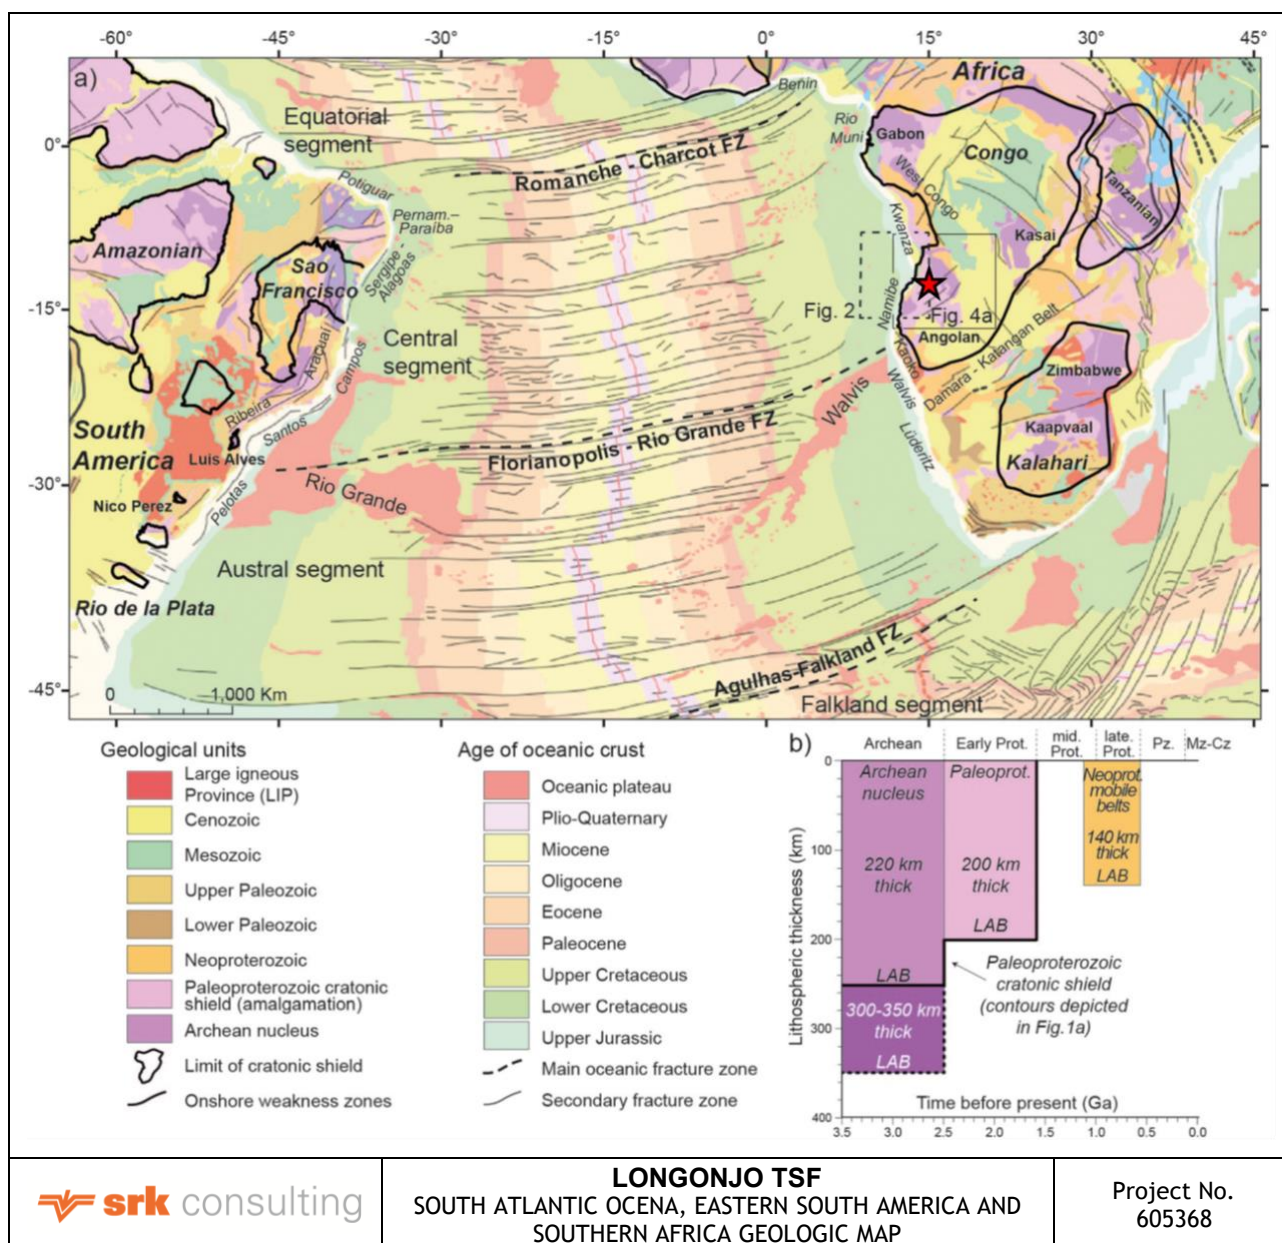 -60° -45° -30° -15° 0° 15° 30° 45°
a)
Africa
Benin
Equatorial
segment
Rio
Muni
Gabon
0°
Congo
Romanche - Charcot FZ
West Congo
Tanzanian
Potiguar
Pernam.–
Paraiba
Kwanza
Kasai
Amazonian
Sao
Francisco
Sergipe
Alagoas
-15°
Fig. 2
Namibe
Fig. 4a
Angolan
Central
segment
Araçuai
Campos
Kaoko
Damara - Katangan Belt
Zimbabwe
Walvis
Walvis
Ribeira
Santos
South
America
Luis Alves
Florianopolis - Rio Grande FZ
Lüderitz
Kaapvaal
Kalahari
-30°
Rio Grande
Nico Perez
Pelotas
Austral segment
Rio de la Plata
Agulhas-Falkland FZ
-45°
0 1,000 Km
Falkland segment
Geological units
Large igneous
Province (LIP)
Cenozoic
Mesozoic
Upper Paleozoic
Lower Paleozoic
Neoproterozoic
Paleoproterozoic cratonic
shield (amalgamation)
Archean nucleus
Limit of cratonic shield
Onshore weakness zones
Age of oceanic crust
Oceanic plateau
Plio-Quaternary
Miocene
Oligocene
Eocene
Paleocene
Upper Cretaceous
Lower Cretaceous
Upper Jurassic
Main oceanic fracture zone
Secondary fracture zone
b)
Archean
Early Prot.
mid.
Prot.
late.
Prot.
Pz.
Mz-Cz
Lithospheric thickness (km)
0
100
200
300
400
Archean
nucleus
220 km
thick
LAB
300-350 km
thick
LAB
Paleoprot.
200 km
thick
LAB
Neoprot.
mobile
belts
140 km
thick
LAB
Paleoproterozoic
cratonic shield
(contours depicted
in Fig.1a)
Time before present (Ga)
3.5 3.0 2.5 2.0 1.5 1.0 0.5 0.0
srk consulting
LONGONJO TSF
SOUTH ATLANTIC OCENA, EASTERN SOUTH AMERICA AND
SOUTHERN AFRICA GEOLOGIC MAP
Project No.
605368